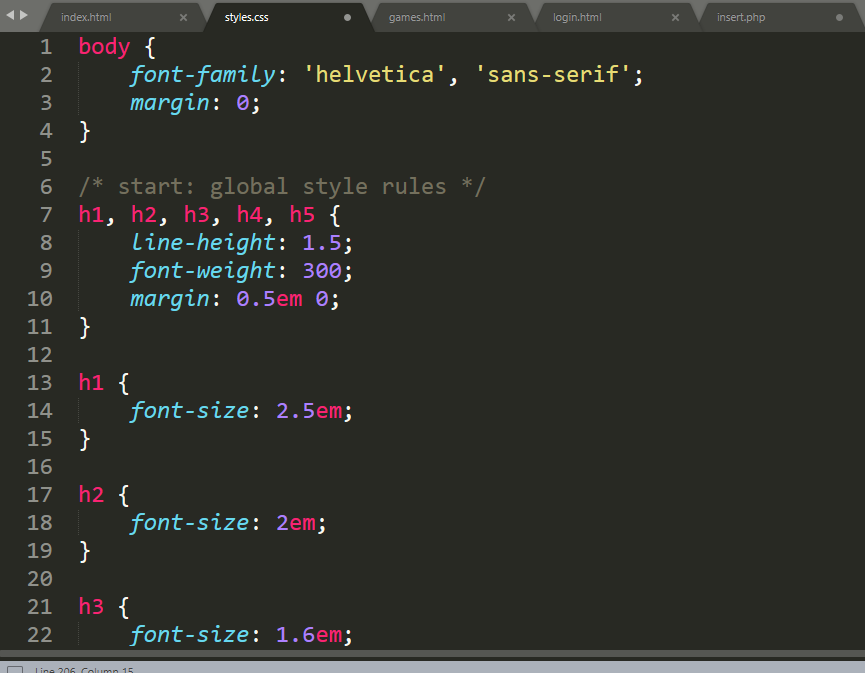 index.html × styles.css games.html × login.html × insert.php
1 body {
2 font-family: 'helvetica', 'sans-serif';
3 margin: 0;
4 }
5
6 /* start: global style rules */
7 h1, h2, h3, h4, h5 {
8 line-height: 1.5;
9 font-weight: 300;
10 margin: 0.5em 0;
11 }
12
13 h1 {
14 font-size: 2.5em;
15 }
16
17 h2 {
18 font-size: 2em;
19 }
20
21 h3 {
22 font-size: 1.6em;
Line 206, Column 15